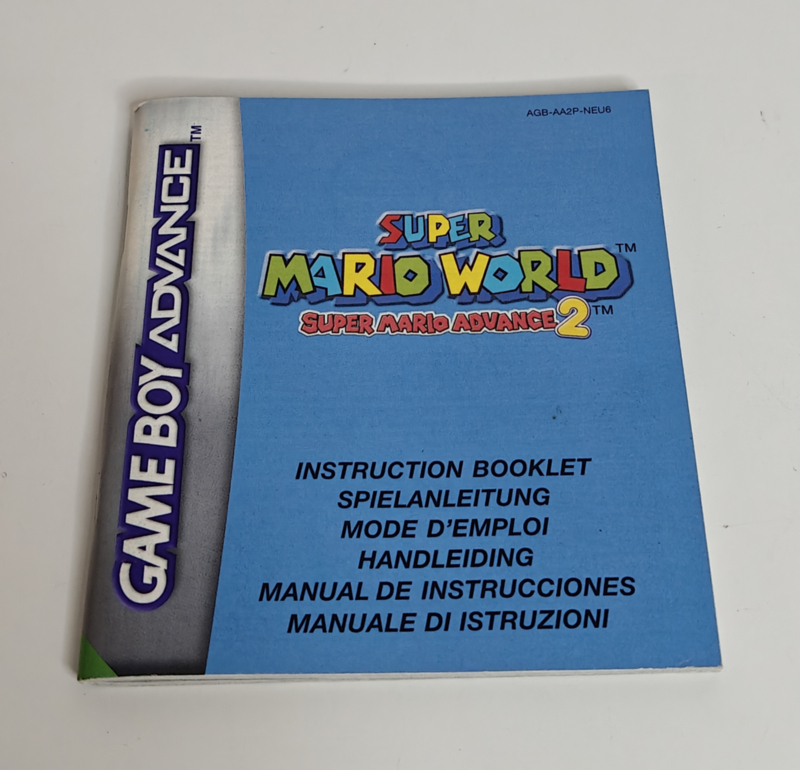 AGB-AA2P-NEU6
GAME BOY ADVANCE™
SUPER
MARIO WORLD™
SUPER MARIO ADVANCE 2™
INSTRUCTION BOOKLET
SPIELANLEITUNG
MODE D'EMPLOI
HANDLEIDING
MANUAL DE INSTRUCCIONES
MANUALE DI ISTRUZIONI